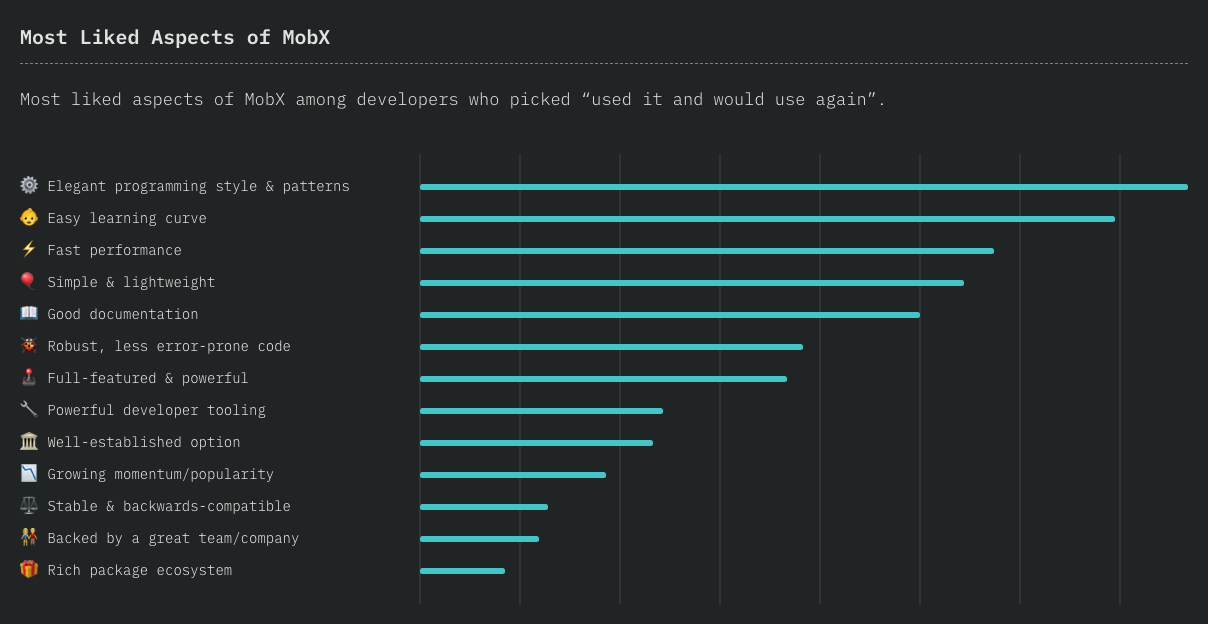 Most Liked Aspects of MobX
Most liked aspects of MobX among developers who picked “used it and would use again”.
Elegant programming style & patterns
Easy learning curve
Fast performance
Simple & lightweight
Good documentation
Robust, less error-prone code
Full-featured & powerful
Powerful developer tooling
Well-established option
Growing momentum/popularity
Stable & backwards-compatible
Backed by a great team/company
Rich package ecosystem